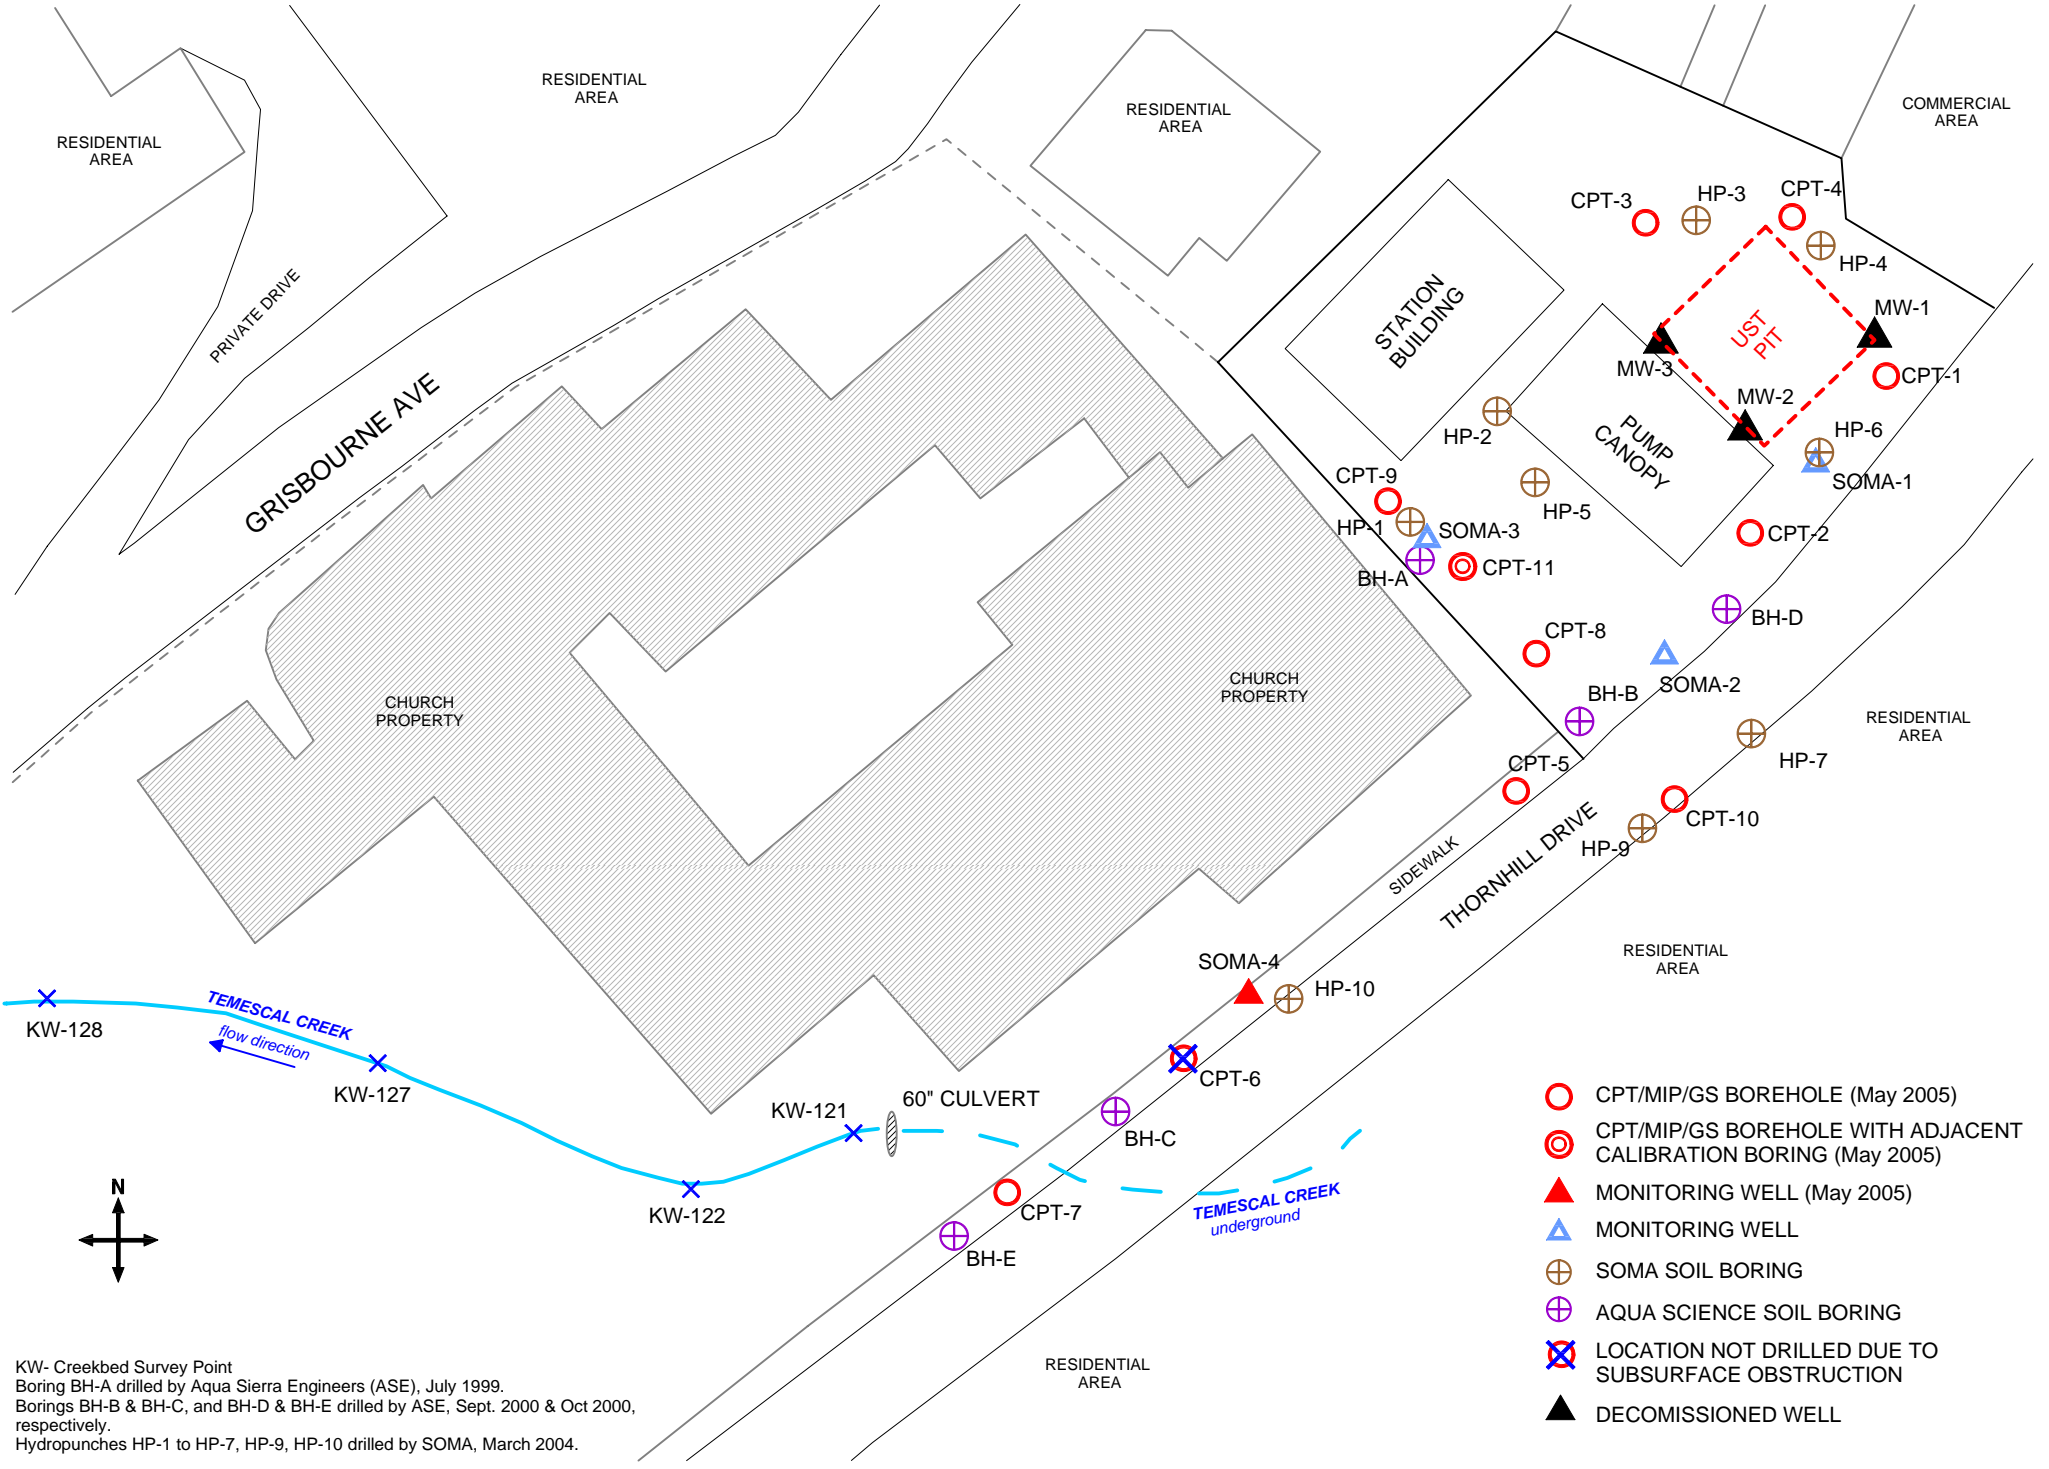 RESIDENTIAL
AREA
RESIDENTIAL
AREA
RESIDENTIAL
AREA
COMMERCIAL
AREA
PRIVATE DRIVE
GRISBOURNE AVE
STATION
BUILDING
CPT-3
HP-3
CPT-4
HP-4
MW-1
UST
PIT
MW-3
CPT-1
MW-2
HP-2
PUMP
CANOPY
HP-6
SOMA-1
CPT-9
HP-5
HP-1
SOMA-3
CPT-2
BH-A
CPT-11
BH-D
CPT-8
SOMA-2
BH-B
CHURCH
PROPERTY
CHURCH
PROPERTY
RESIDENTIAL
AREA
HP-7
CPT-5
CPT-10
HP-9
SIDEWALK
THORNHILL DRIVE
RESIDENTIAL
AREA
SOMA-4
HP-10
TEMESCAL CREEK
flow direction
KW-128
KW-127
CPT-6
60" CULVERT
KW-121
BH-C
KW-122
CPT-7
TEMESCAL CREEK
underground
BH-E
N
RESIDENTIAL
AREA
CPT/MIP/GS BOREHOLE (May 2005)
CPT/MIP/GS BOREHOLE WITH ADJACENT
CALIBRATION BORING (May 2005)
MONITORING WELL (May 2005)
MONITORING WELL
SOMA SOIL BORING
AQUA SCIENCE SOIL BORING
LOCATION NOT DRILLED DUE TO
SUBSURFACE OBSTRUCTION
DECOMISSIONED WELL
KW- Creekbed Survey Point
Boring BH-A drilled by Aqua Sierra Engineers (ASE), July 1999.
Borings BH-B & BH-C, and BH-D & BH-E drilled by ASE, Sept. 2000 & Oct 2000,
respectively.
Hydropunches HP-1 to HP-7, HP-9, HP-10 drilled by SOMA, March 2004.